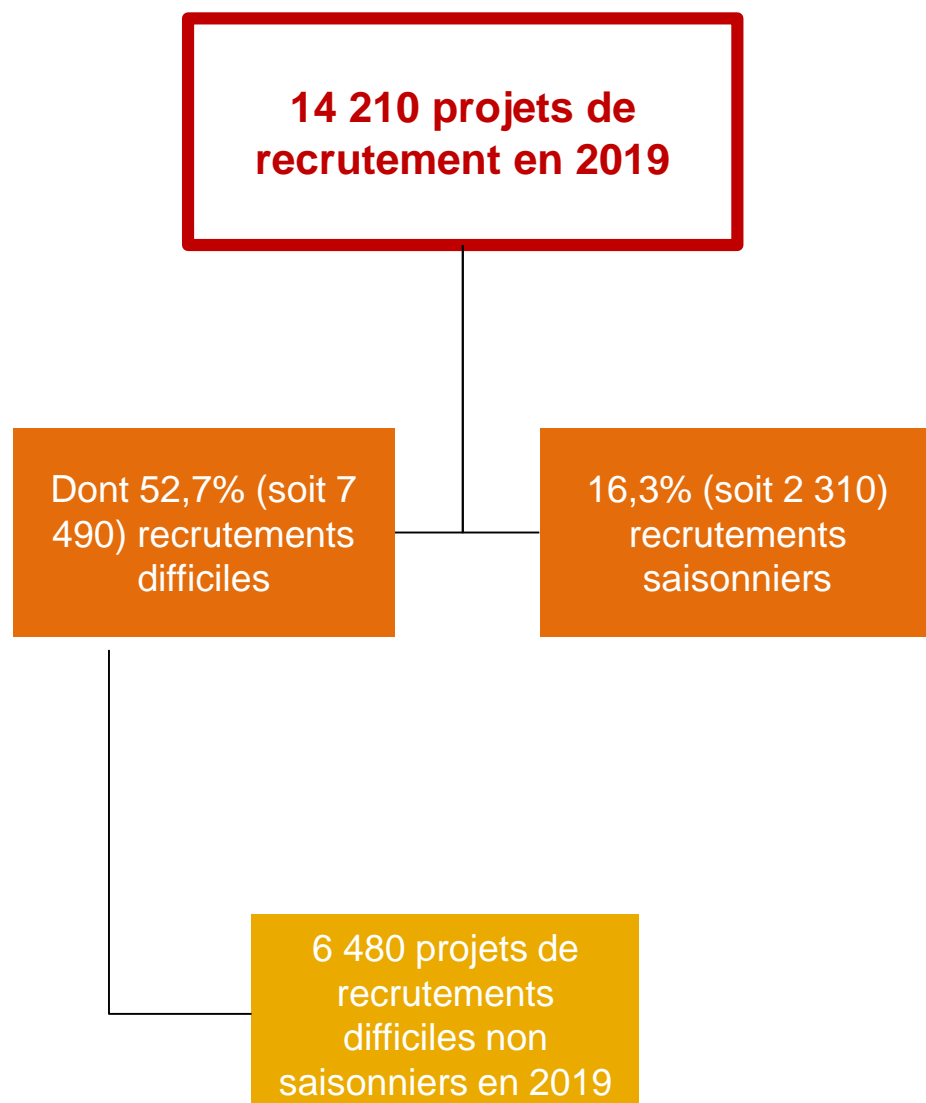 14 210 projets de
recrutement en 2019
Dont 52,7% (soit 7
490) recrutements
difficiles
16,3% (soit 2 310)
recrutements
saisonniers
6 480 projets de
recrutements
difficiles non
saisonniers en 2019